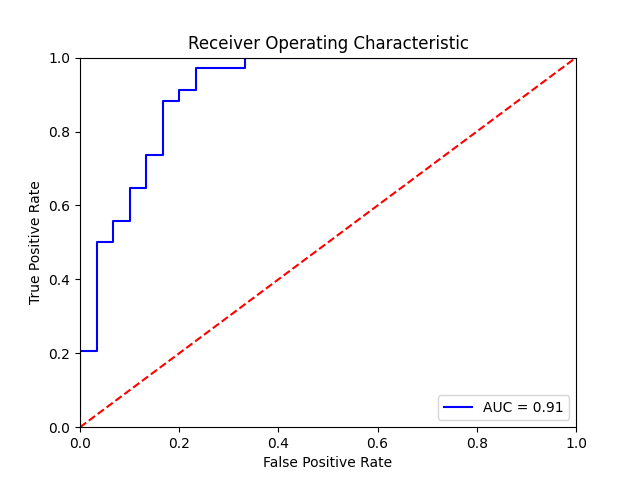 Receiver Operating Characteristic
1.0
0.8
0.6
0.4
0.2
0.0
True Positive Rate
AUC = 0.91
0.0 0.2 0.4 0.6 0.8 1.0
False Positive Rate